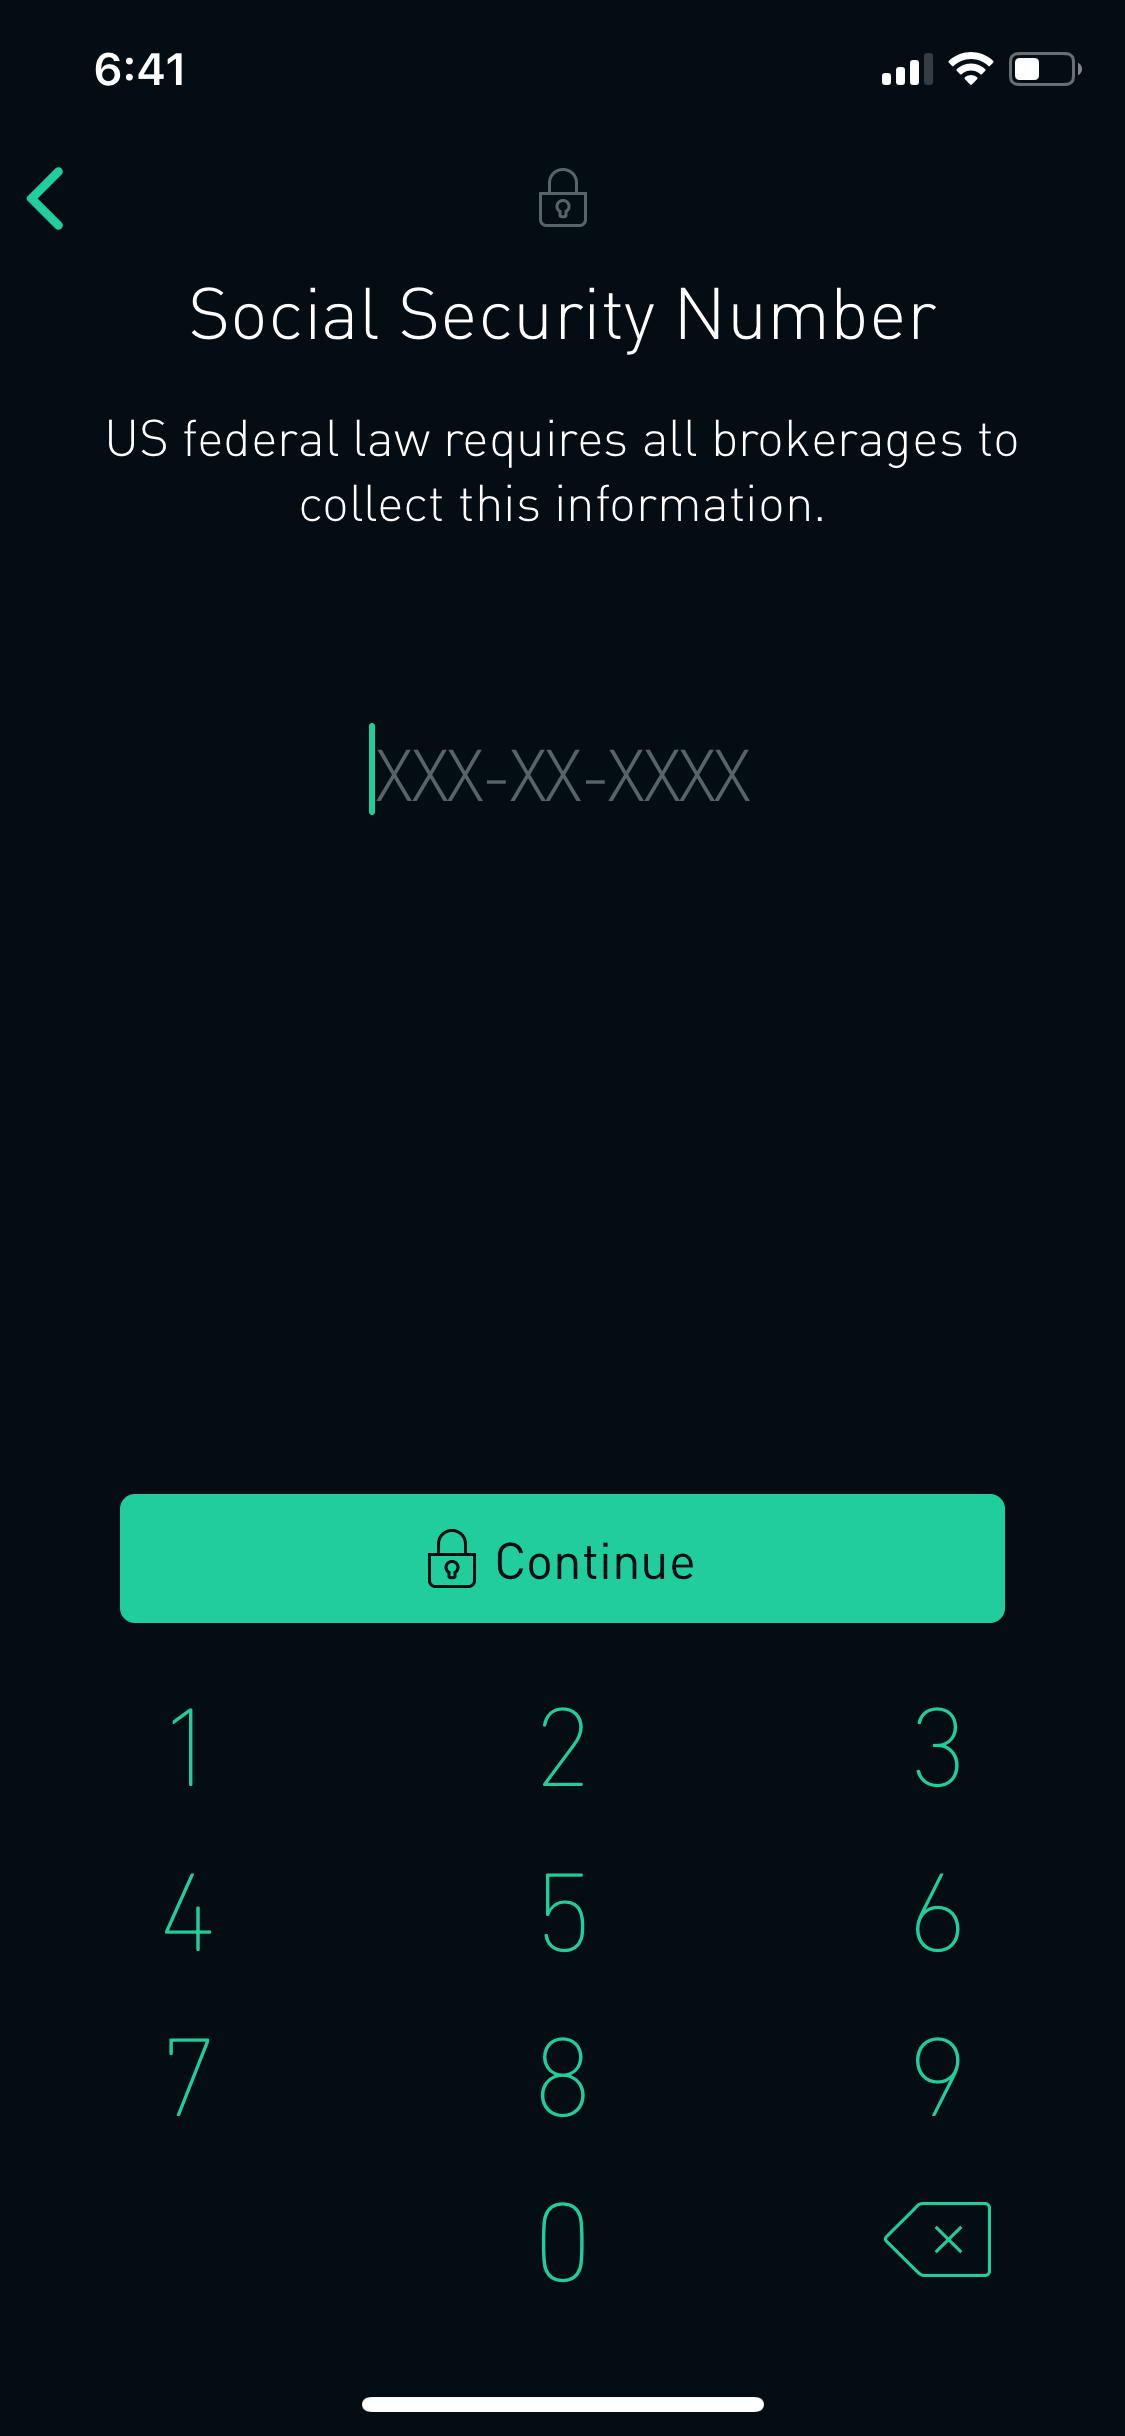 6:41
Social Security Number
US federal law requires all brokerages to
collect this information.
XXX-XX-XXXX
Continue
1 2 3
4 5 6
7 8 9
0